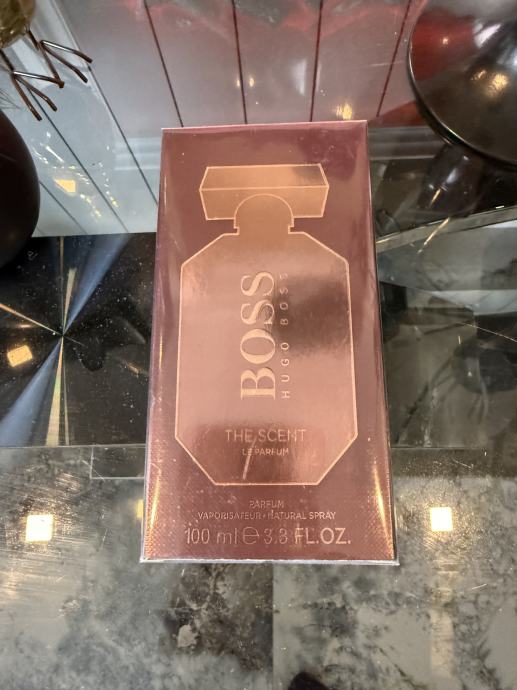 BOSS
HUGO BOSS
THE SCENT
LE PARFUM
PARFUM
VAPORISATEUR • NATURAL SPRAY
100 ml ℮ 3.3 FL.OZ.